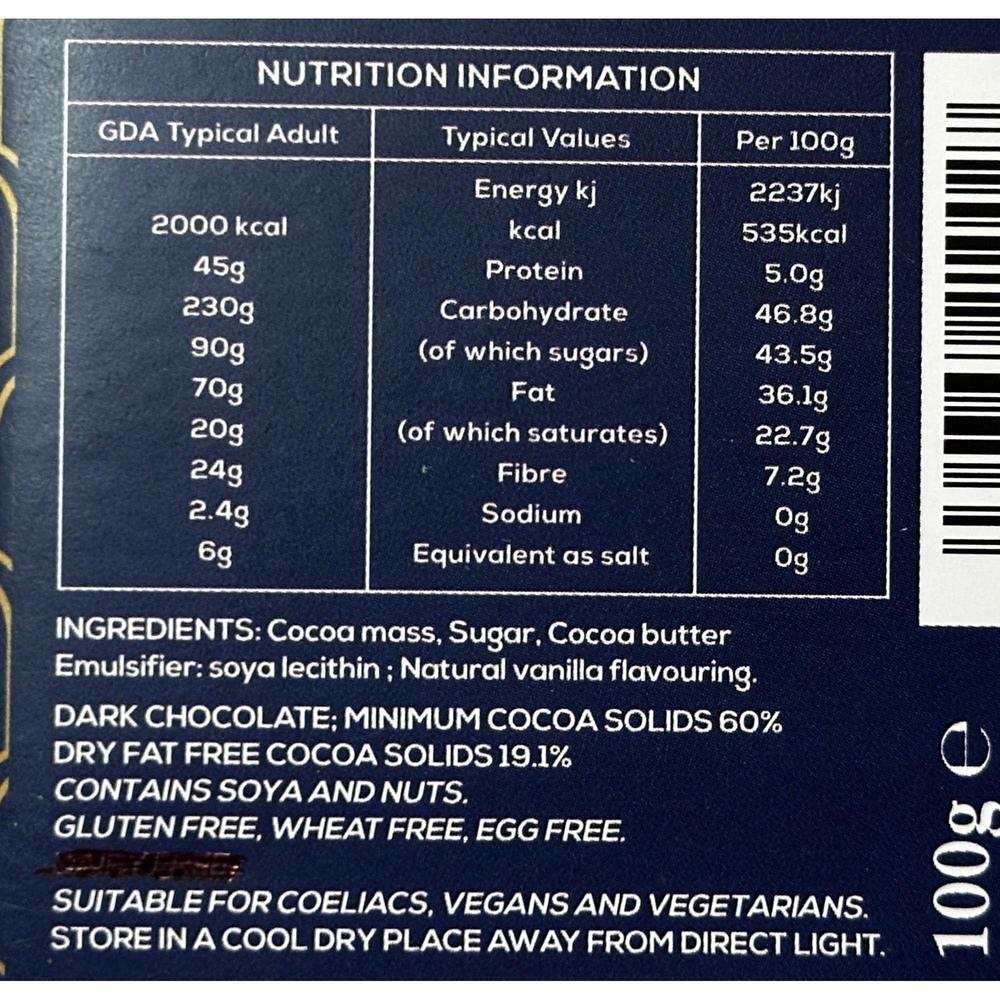 NUTRITION INFORMATION
GDA Typical Adult Typical Values Per 100g
Energy kj 2237kj
2000 kcal kcal 535kcal
45g Protein 5.0g
230g Carbohydrate 46.8g
90g (of which sugars) 43.5g
70g Fat 36.1g
20g (of which saturates) 22.7g
24g Fibre 7.2g
2.4g Sodium 0g
6g Equivalent as salt 0g
INGREDIENTS: Cocoa mass, Sugar, Cocoa butter
Emulsifier: soya lecithin ; Natural vanilla flavouring.
DARK CHOCOLATE; MINIMUM COCOA SOLIDS 60%
DRY FAT FREE COCOA SOLIDS 19.1%
CONTAINS SOYA AND NUTS.
GLUTEN FREE, WHEAT FREE, EGG FREE.
SUITABLE FOR COELIACS, VEGANS AND VEGETARIANS.
STORE IN A COOL DRY PLACE AWAY FROM DIRECT LIGHT.
100g e